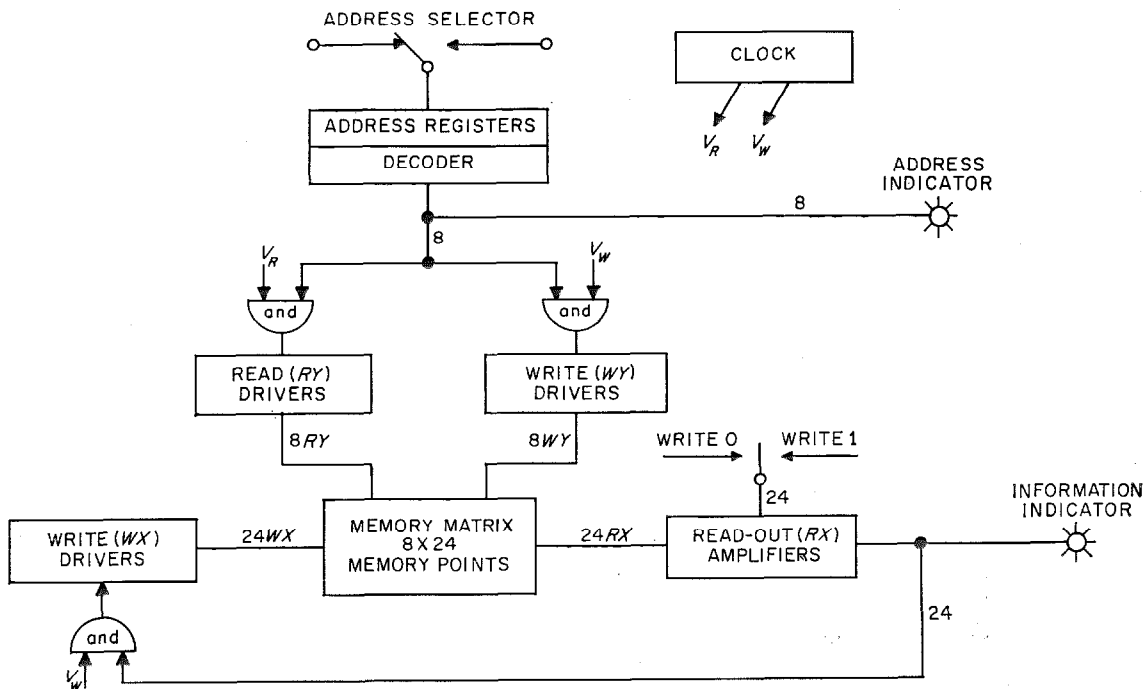 ADDRESS SELECTOR
CLOCK
ADDRESS REGISTERS
DECODER
V_R
V_W
ADDRESS
INDICATOR
8
8
V_R
V_W
and
and
READ (RY)
DRIVERS
WRITE (WY)
DRIVERS
8RY
8WY
WRITE 0
WRITE 1
24
INFORMATION
INDICATOR
WRITE (WX)
DRIVERS
24WX
MEMORY MATRIX
8X24
MEMORY POINTS
24RX
READ-OUT (RX)
AMPLIFIERS
24
and
V_W